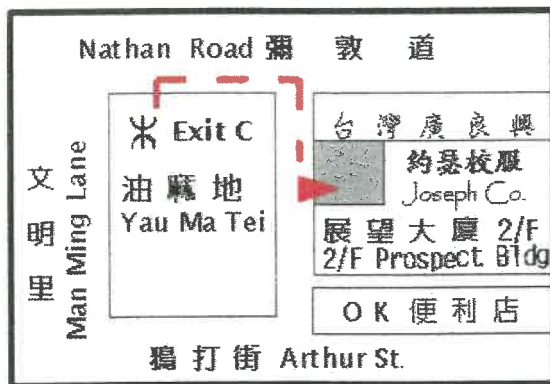 Nathan Road 彌敦道
Exit C
油麻地
Yau Ma Tei
文明里
Man Ming Lane
台灣廣良興
約瑟校服
Joseph Co.
展望大廈 2/F
2/F Prospect Bldg
OK便利店
鴉打街 Arthur St.